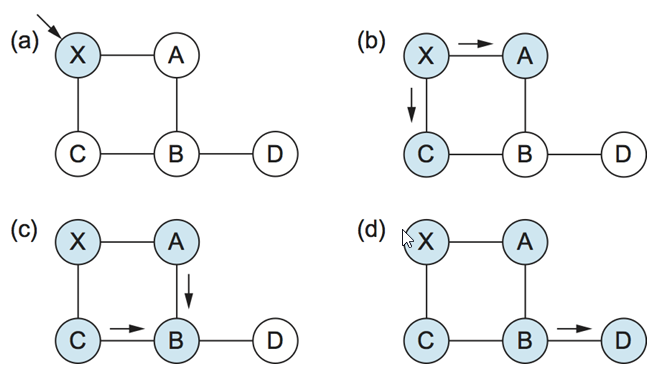 (a) X A
C B D
(b) X A
C B D
(c) X A
C B D
(d) X A
C B D